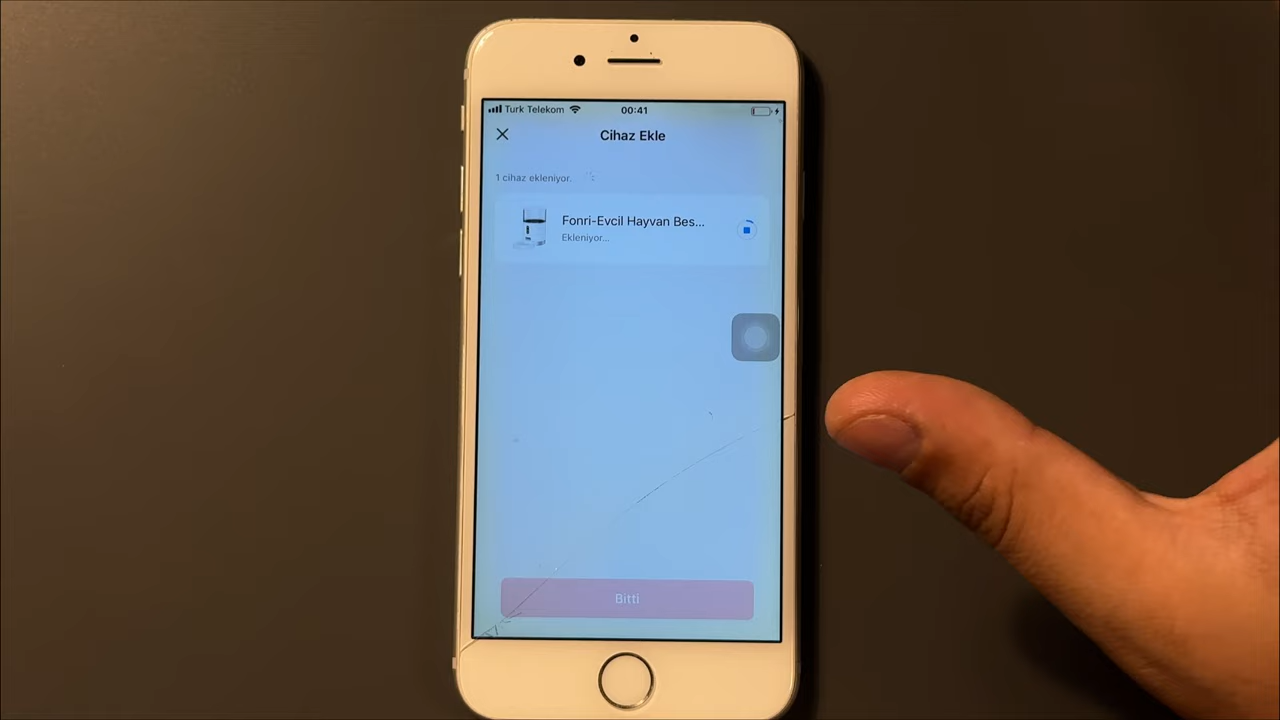 Turk Telekom 00:41
Cihaz Ekle
1 cihaz ekleniyor.
Fonri-Evcil Hayvan Bes...
Ekleniyor...
Bitti